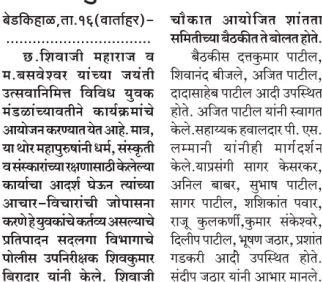 बेडकिहाळ,ता.१६(वार्ताहर)–
................................
छ.शिवाजी महाराज व
म.बसवेश्वर यांच्या जयंती
उत्सवानिमित्त विविध युवक
मंडळांच्यावतीने कार्यक्रमांचे
आयोजन करण्यात येत आहे. मात्र,
या थोर महापुरुषांनी धर्म, संस्कृती
व संस्कारांच्या रक्षणासाठी केलेल्या
कार्याचा आदर्श घेऊन त्यांच्या
आचार–विचारांची जोपासना
करणे हे युवकांचे कर्तव्य असल्याचे
प्रतिपादन सदलगा विभागाचे
पोलीस उपनिरीक्षक शिवकुमार
बिरादार यांनी केले. शिवाजी
चौकात आयोजित शांतता
समितीच्या बैठकीत ते बोलत होते.
बैठकीस दत्तकुमार पाटील,
शिवानंद बीजले, अजित पाटील,
दादासाहेब पाटील आदी उपस्थित
होते. अजित पाटील यांनी स्वागत
केले.सहाय्यक हवालदार पी. एस.
लम्मानी यांनीही मार्गदर्शन
केले.याप्रसंगी सागर केसरकर,
अनिल बाबर, सुभाष पाटील,
सागर पाटील, शशिकांत पवार,
राजू कुलकर्णी,कुमार संकेश्वरे,
दिलीप पाटील, भूषण जठार, प्रशांत
गडकरी आदी उपस्थित होते.
संदीप जठार यांनी आभार मानले.